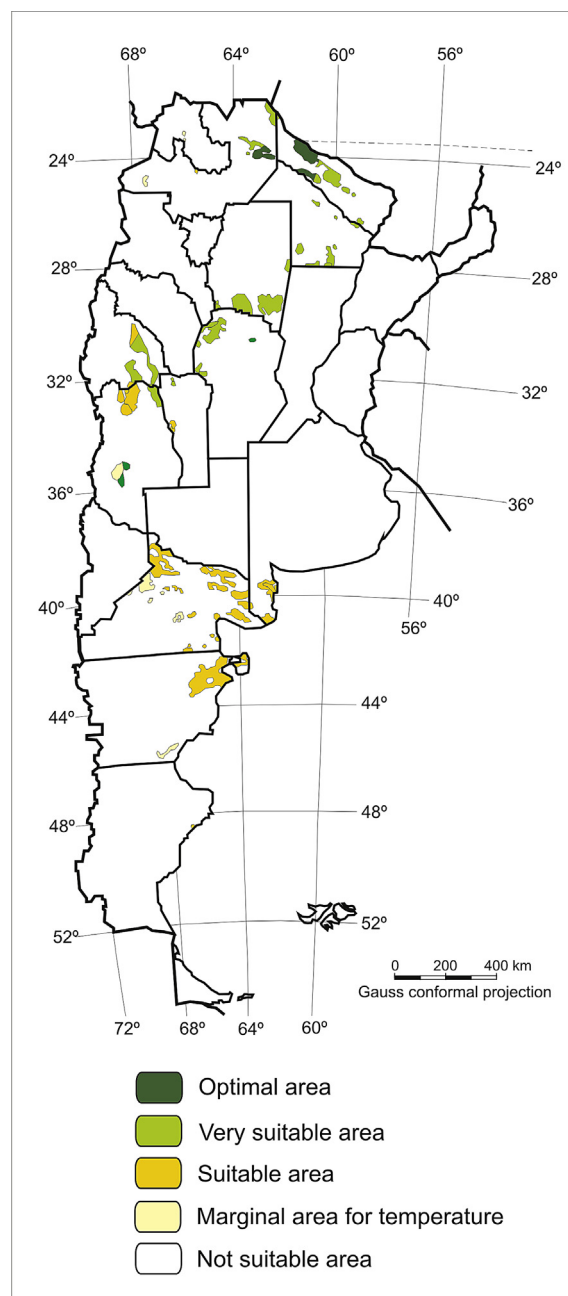 68º 64º 60º 56º
24º 24º
28º 28º
32º 32º
36º 36º
40º 40º
56º
44º 44º
48º 48º
52º 52º
0 200 400 km
Gauss conformal projection
72º 68º 64º 60º
Optimal area
Very suitable area
Suitable area
Marginal area for temperature
Not suitable area